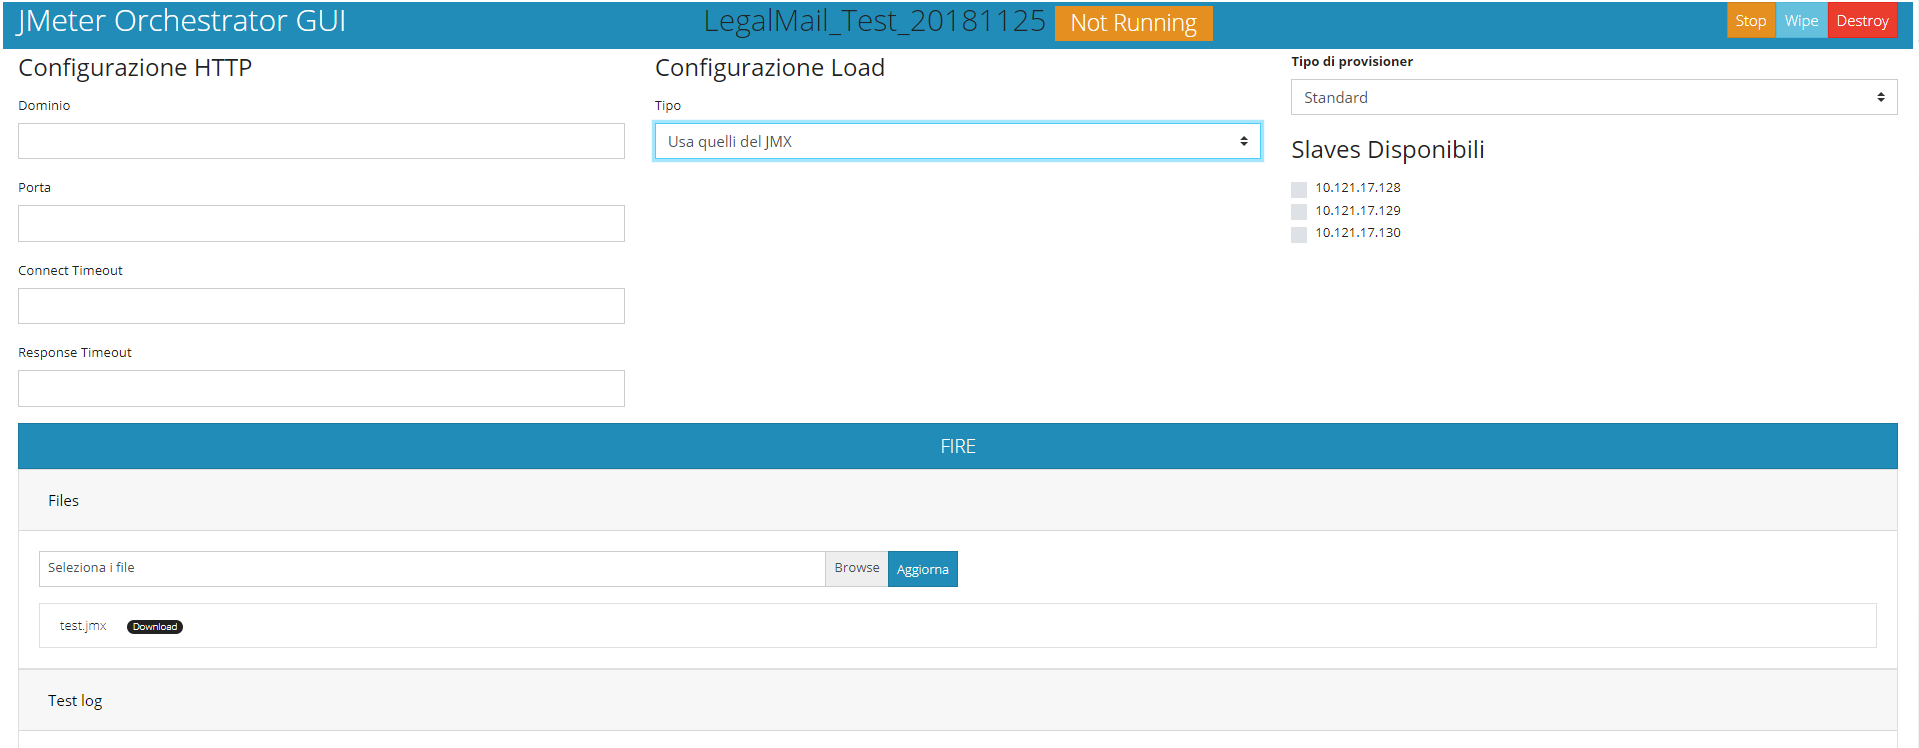 JMeter Orchestrator GUI
LegalMail_Test_20181125 Not Running
Stop Wipe Destroy
Configurazione HTTP
Dominio
Porta
Connect Timeout
Response Timeout
Configurazione Load
Tipo
Usa quelli del JMX
Tipo di provisioner
Standard
Slaves Disponibili
10.121.17.128
10.121.17.129
10.121.17.130
FIRE
Files
Seleziona i file Browse Aggiorna
test.jmx Download
Test log